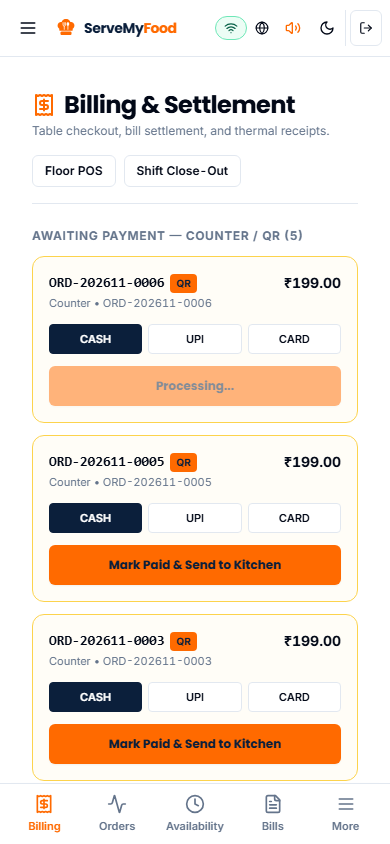 ServeMyFood
Billing & Settlement
Table checkout, bill settlement, and thermal receipts.
Floor POS
Shift Close-Out
AWAITING PAYMENT — COUNTER / QR (5)
ORD-202611-0006 QR ₹199.00
Counter • ORD-202611-0006
CASH UPI CARD
Processing...
ORD-202611-0005 QR ₹199.00
Counter • ORD-202611-0005
CASH UPI CARD
Mark Paid & Send to Kitchen
ORD-202611-0003 QR ₹199.00
Counter • ORD-202611-0003
CASH UPI CARD
Mark Paid & Send to Kitchen
Billing Orders Availability Bills More